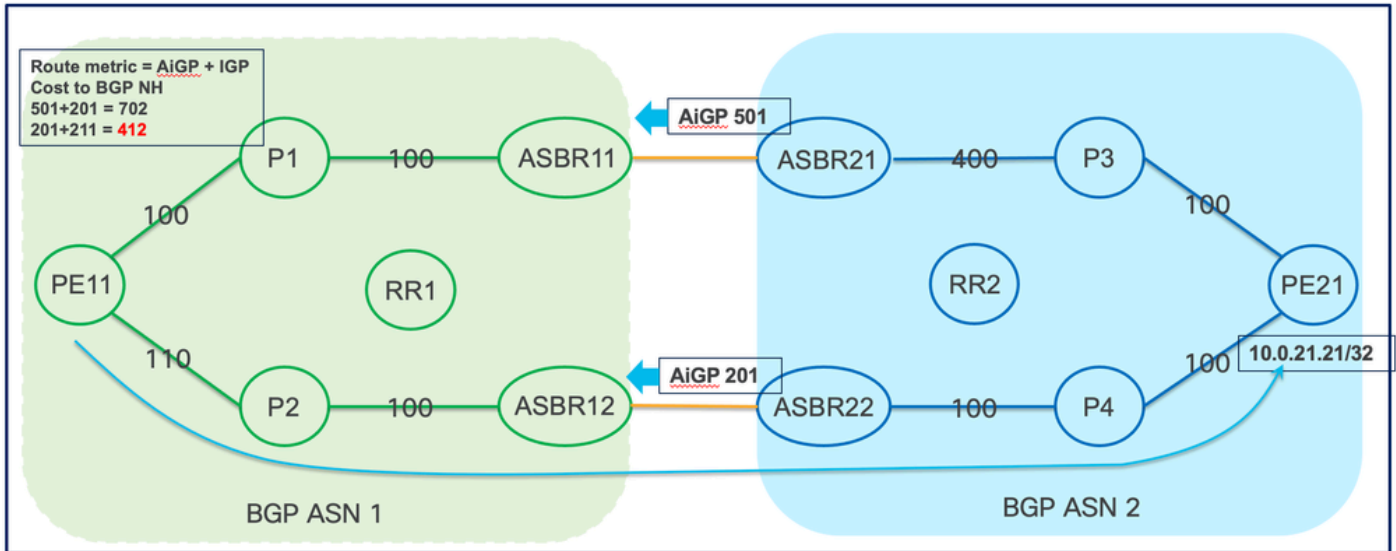 Route metric = AiGP + IGP
Cost to BGP NH
501+201 = 702
201+211 = 412
AiGP 501
P1
100
ASBR11
ASBR21
400
P3
100
100
PE11
RR1
RR2
PE21
110
AiGP 201
100
10.0.21.21/32
P2
100
ASBR12
ASBR22
100
P4
BGP ASN 1
BGP ASN 2